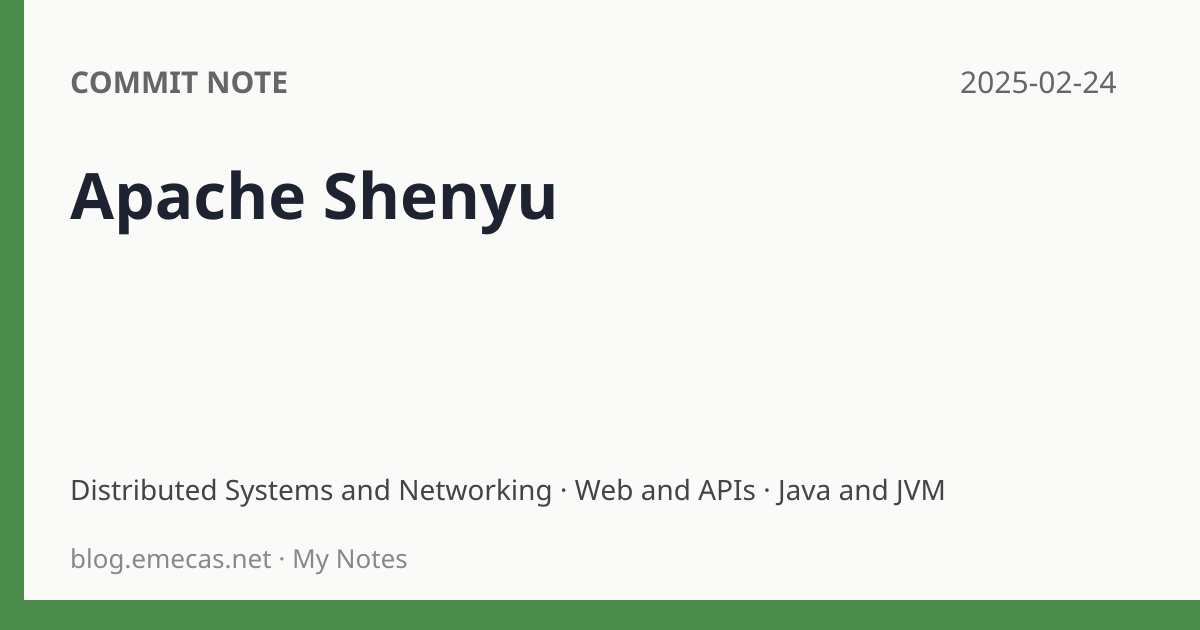 COMMIT NOTE
2025-02-24
Apache Shenyu
Distributed Systems and Networking · Web and APIs · Java and JVM
blog.emecas.net · My Notes